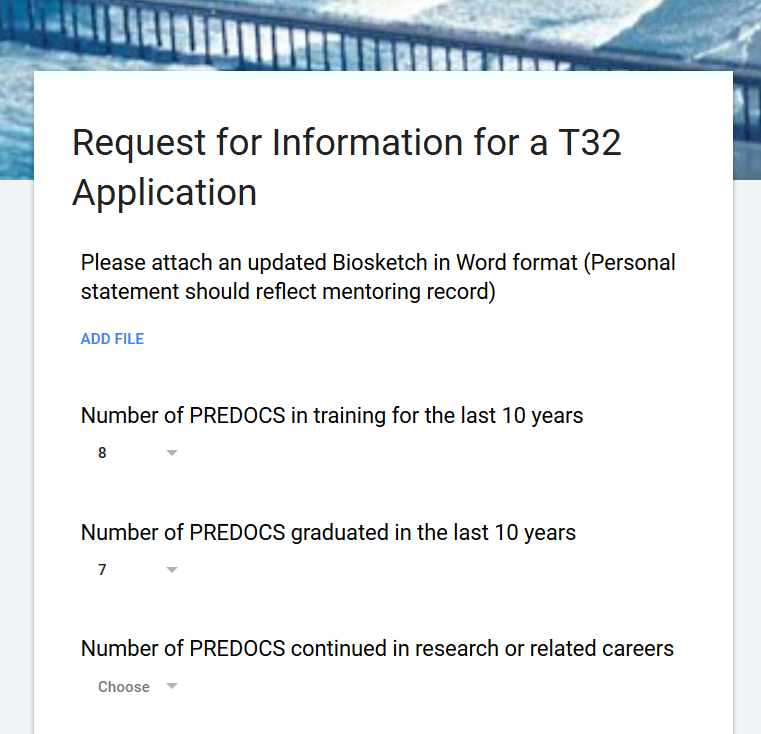 Request for Information for a T32
Application
Please attach an updated Biosketch in Word format (Personal
statement should reflect mentoring record)
ADD FILE
Number of PREDOCS in training for the last 10 years
8
Number of PREDOCS graduated in the last 10 years
7
Number of PREDOCS continued in research or related careers
Choose